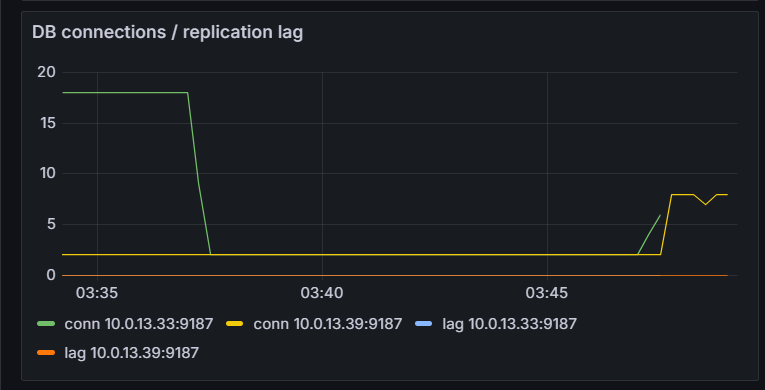 DB connections / replication lag
20
15
10
5
0
03:35 03:40 03:45
conn 10.0.13.33:9187 conn 10.0.13.39:9187 lag 10.0.13.33:9187
lag 10.0.13.39:9187